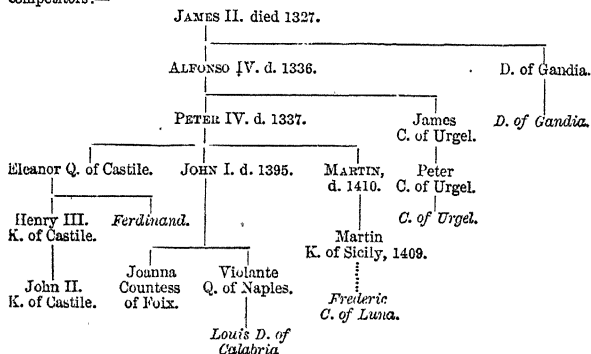 competitors:—
JAMES II. died 1327.
ALFONSO IV. d. 1336.
D. of Gandia.
PETER IV. d. 1337.
James
C. of Urgel.
D. of Gandia.
Eleanor Q. of Castile.
JOHN I. d. 1395.
MARTIN,
d. 1410.
Peter
C. of Urgel.
Henry III.
K. of Castile.
Ferdinand.
C. of Urgel.
Martin
K. of Sicily, 1409.
John II.
K. of Castile.
Joanna
Countess
of Foix.
Violante
Q. of Naples.
Frederic
C. of Luna.
Louis D. of
Calabria